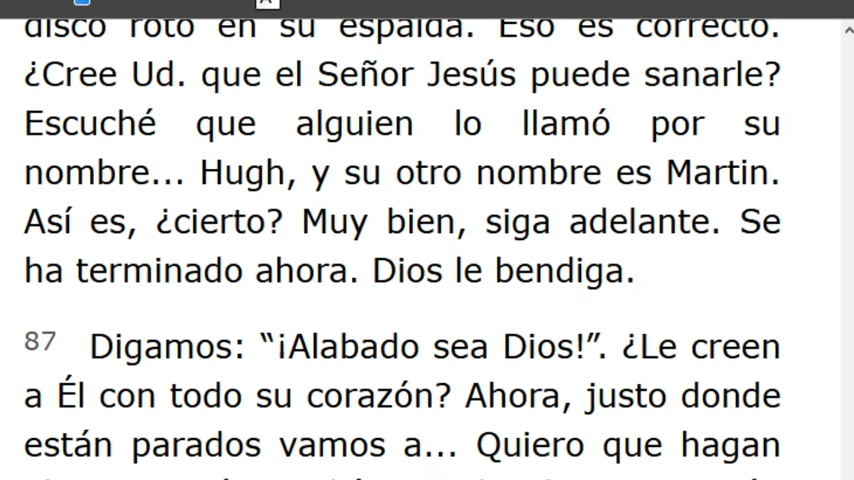 disco roto en su espalda. Eso es correcto.
¿Cree Ud. que el Señor Jesús puede sanarle?
Escuché que alguien lo llamó por su
nombre... Hugh, y su otro nombre es Martin.
Así es, ¿cierto? Muy bien, siga adelante. Se
ha terminado ahora. Dios le bendiga.
87 Digamos: “¡Alabado sea Dios!”. ¿Le creen
a Él con todo su corazón? Ahora, justo donde
están parados vamos a... Quiero que hagan